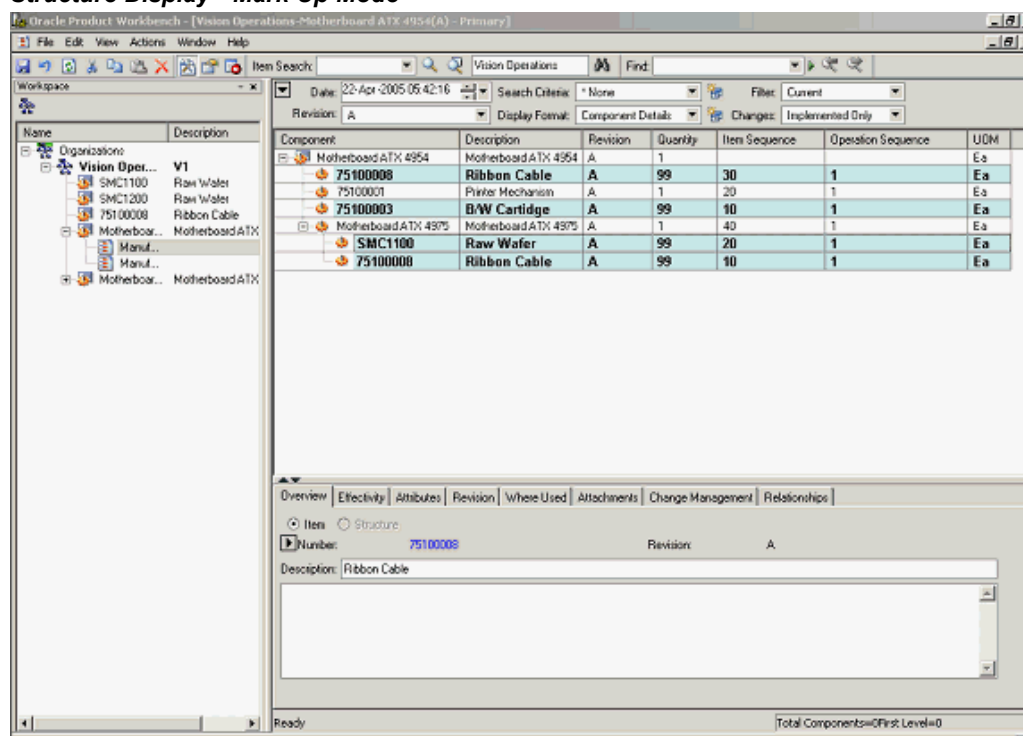 Structure Display - Mark Up Mode
Oracle Product Workbench - [Vision Operations-Motherboard ATX 4954(A) - Primary]
File Edit View Actions Window Help
Item Search: Vision Operations Find:
Workspace
Date: 22-Apr-2005 05:42:16 Search Criteria: * None Filter: Current
Revision: A Display Format: Component Details Changes: Implemented Only
Name Description
Organizations
Vision Oper... V1
SMC1100 Raw Wafer
SMC1200 Raw Wafer
75100008 Ribbon Cable
Motherboar... Motherboard ATX
Manuf...
Manuf...
Motherboar... Motherboard ATX
Component Description Revision Quantity Item Sequence Operation Sequence UOM
Motherboard ATX 4954 Motherboard ATX 4954 A 1 Ea
75100008 Ribbon Cable A 99 30 1 Ea
75100001 Printer Mechanism A 1 20 1 Ea
75100003 B/W Cartidge A 99 10 1 Ea
Motherboard ATX 4975 Motherboard ATX 4975 A 1 40 1 Ea
SMC1100 Raw Wafer A 99 20 1 Ea
75100008 Ribbon Cable A 99 10 1 Ea
Overview Effectivity Attributes Revision Where Used Attachments Change Management Relationships
Item Structure
Number: 75100008 Revision: A
Description: Ribbon Cable
Ready Total Components=0First Level=0